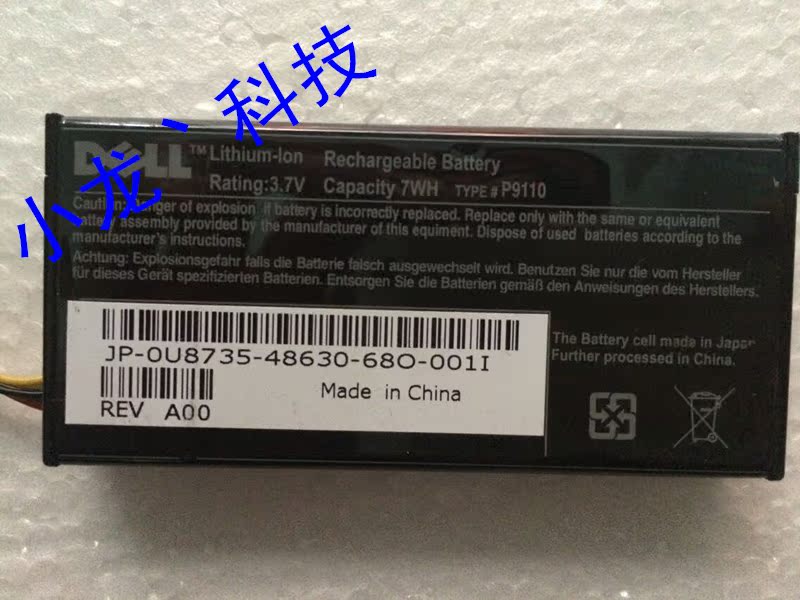 小龙丶科技
DELL™ Lithium-Ion Rechargeable Battery
Rating:3.7V Capacity 7WH TYPE # P9110
Caution: Danger of explosion if battery is incorrectly replaced. Replace only with the same or equivalent
battery assembly provided by the manufacturer of this equiment. Dispose of used batteries according to the
manufacturer's instructions.
Achtung: Explosionsgefahr falls die Batterie falsch ausgewechselt wird. Benutzen Sie nur die vom Hersteller
für dieses Gerät spezifizierten Batterien. Entsorgen Sie die Batterien gemäß den Anweisungen des Herstellers.
JP-0U8735-48630-68O-001I
Made in China
REV A00
The Battery cell made in Japan
Further processed in China.